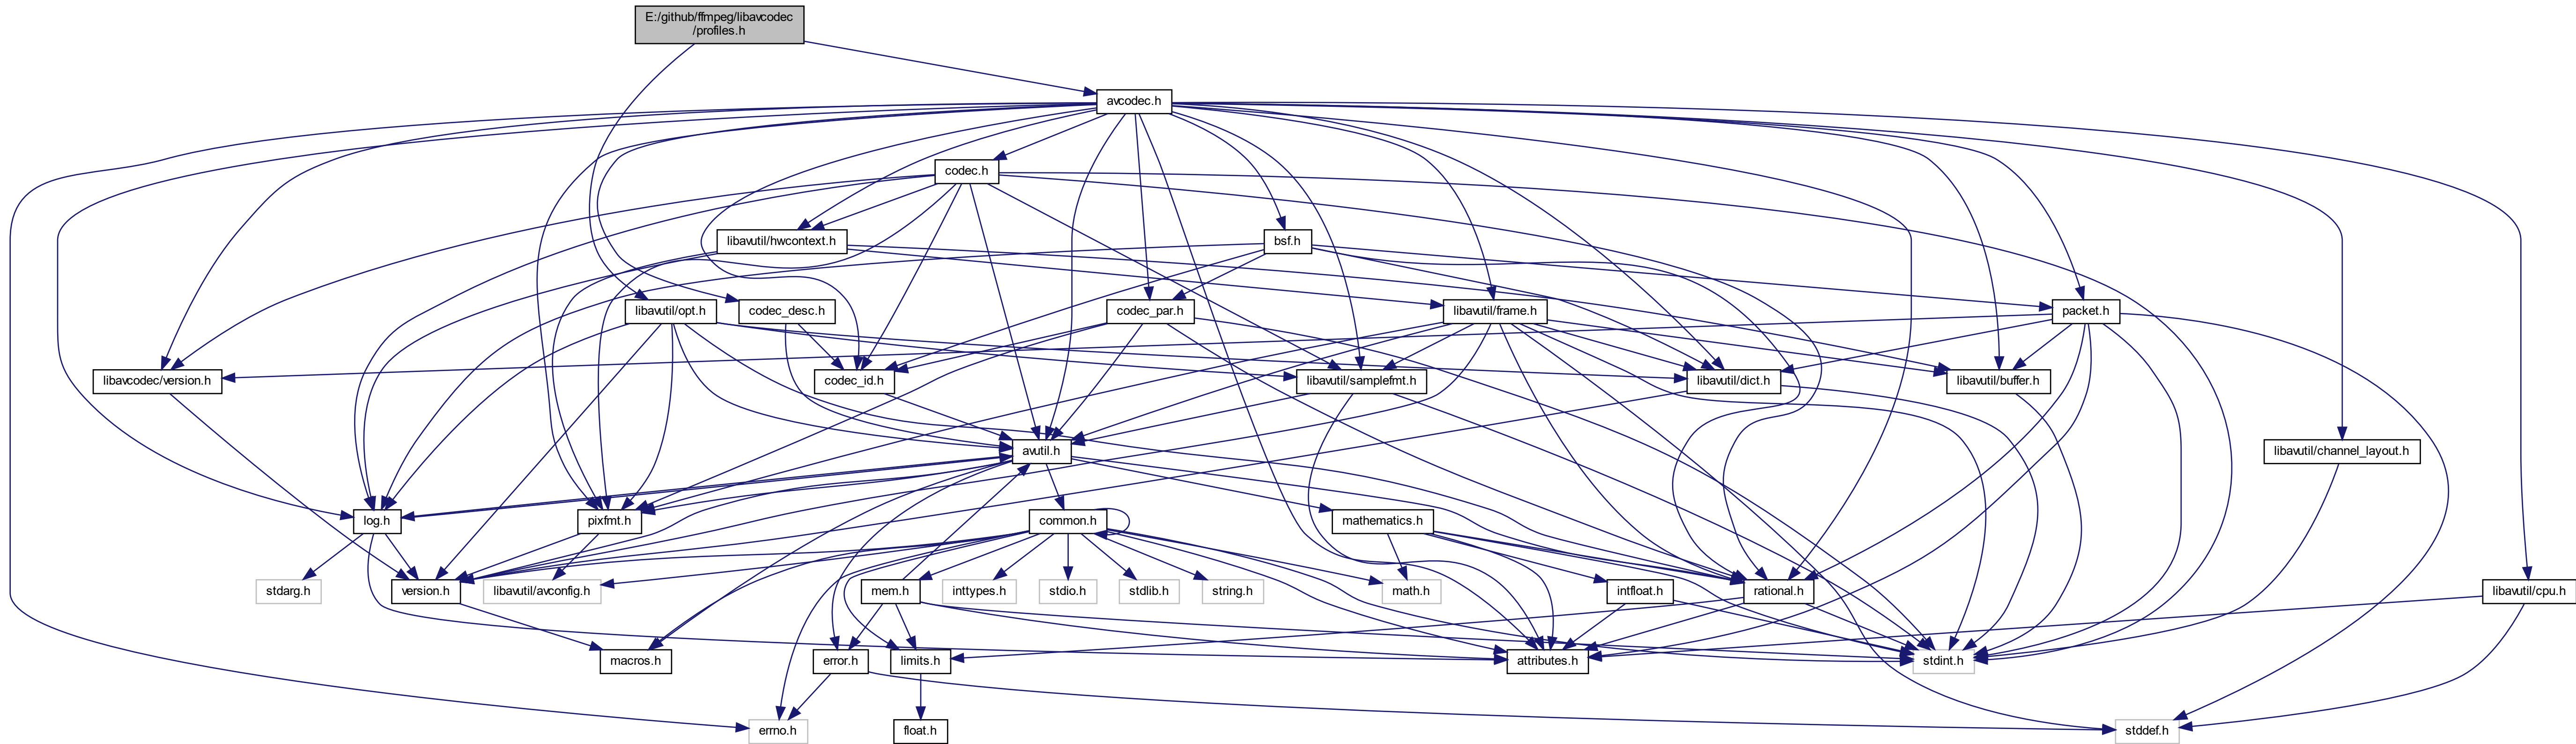 E:/github/ffmpeg/libavcodec
/profiles.h
avcodec.h
codec.h
libavutil/hwcontext.h
bsf.h
libavutil/opt.h
codec_desc.h
codec_par.h
libavutil/frame.h
packet.h
libavcodec/version.h
codec_id.h
libavutil/samplefmt.h
libavutil/dict.h
libavutil/buffer.h
avutil.h
libavutil/channel_layout.h
log.h
pixfmt.h
common.h
mathematics.h
stdarg.h
version.h
libavutil/avconfig.h
mem.h
inttypes.h
stdio.h
stdlib.h
string.h
math.h
intfloat.h
rational.h
libavutil/cpu.h
macros.h
error.h
limits.h
attributes.h
stdint.h
errno.h
float.h
stddef.h